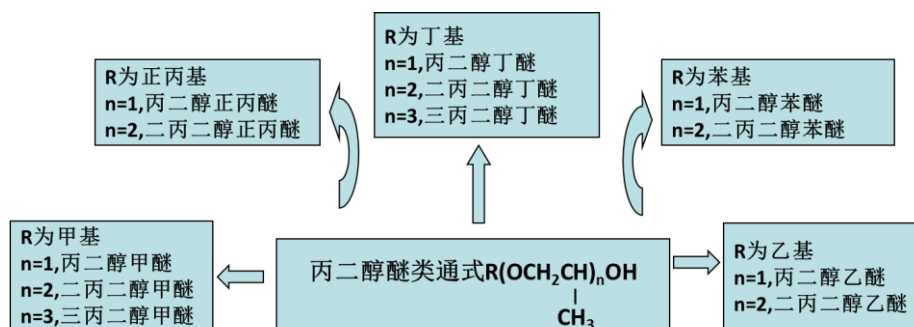 R为丁基
n=1,丙二醇丁醚
n=2,二丙二醇丁醚
n=3,三丙二醇丁醚
R为正丙基
n=1,丙二醇正丙醚
n=2,二丙二醇正丙醚
R为苯基
n=1,丙二醇苯醚
n=2,二丙二醇苯醚
R为甲基
n=1,丙二醇甲醚
n=2,二丙二醇甲醚
n=3,三丙二醇甲醚
丙二醇醚类通式R(OCH₂CH)ₙOH
CH₃
R为乙基
n=1,丙二醇乙醚
n=2,二丙二醇乙醚